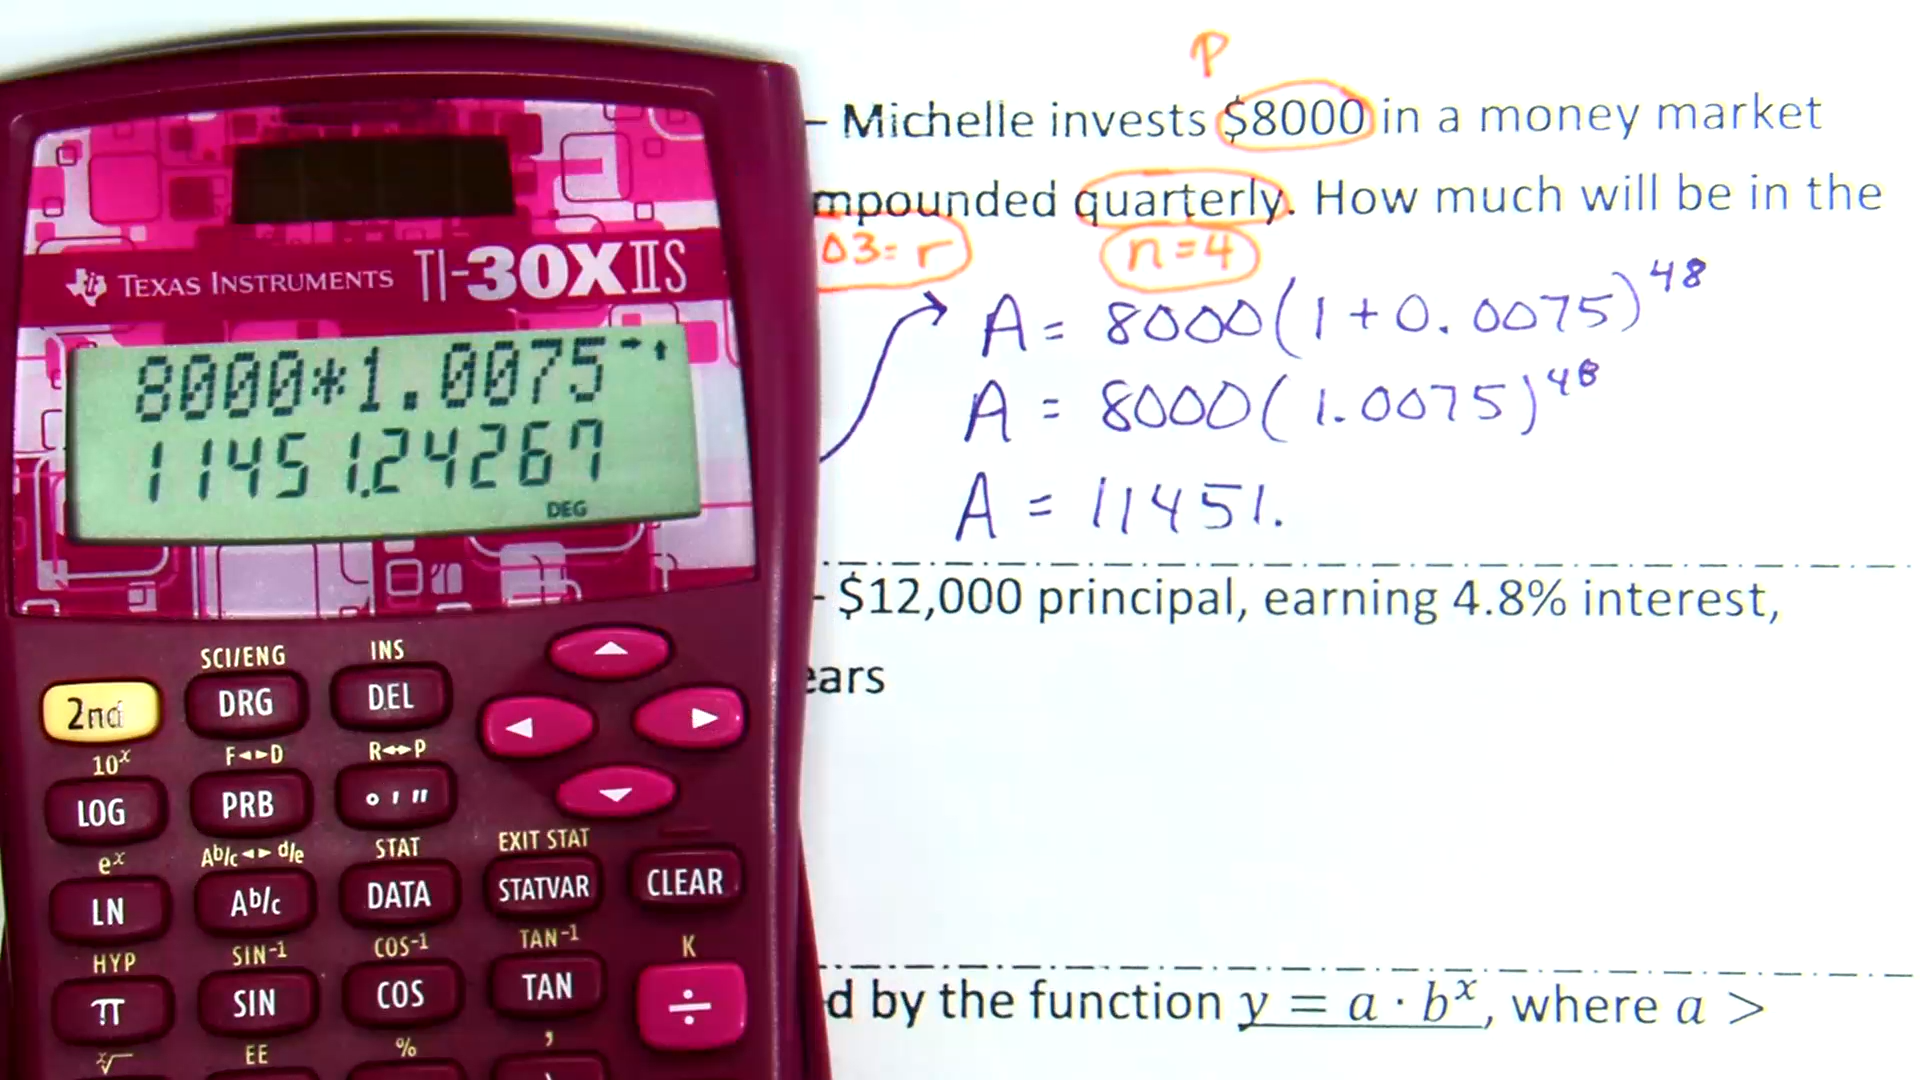 P
– Michelle invests $8000 in a money market
mpounded quarterly. How much will be in the
03=r n=4
A = 8000(1+0.0075)^48
A = 8000(1.0075)^48
A = 11451.
- $12,000 principal, earning 4.8% interest,
ears
d by the function y = a · b^x, where a >
TEXAS INSTRUMENTS TI-30X IIS
8000*1.0075
11451.24267
DEG
SCI/ENG INS
2nd DRG DEL
10^x F◄►D R◄►P
LOG PRB ° ' "
e^x Ab/c◄►d/e STAT EXIT STAT
LN Ab/c DATA STATVAR CLEAR
HYP SIN-1 COS-1 TAN-1 K
π SIN COS TAN ÷
x√ EE % ,
)